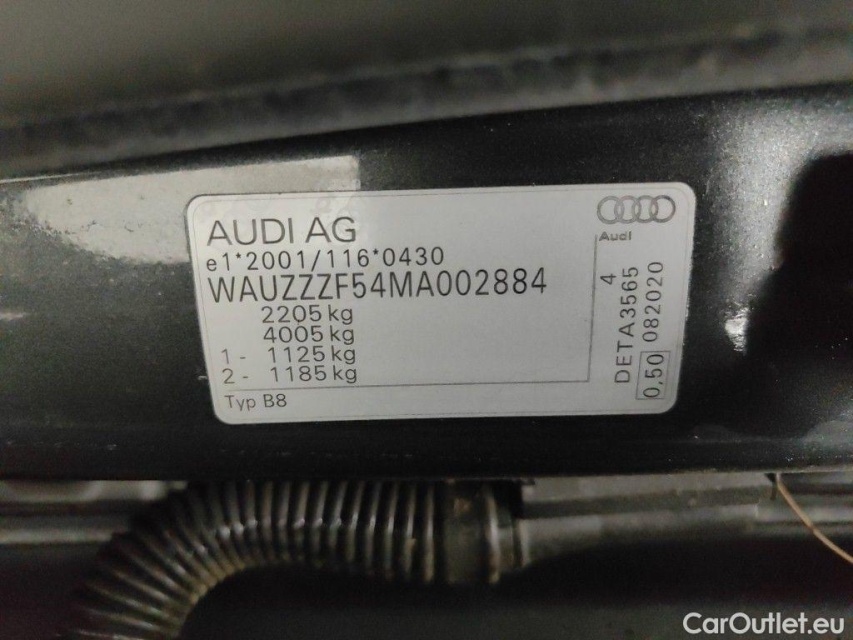 AUDI AG
e1*2001/116*0430
WAUZZZF54MA002884
2205 kg
4005 kg
1 - 1125 kg
2 - 1185 kg
Typ B8
Audi
4
DETA3565
0,50 082020
CarOutlet.eu